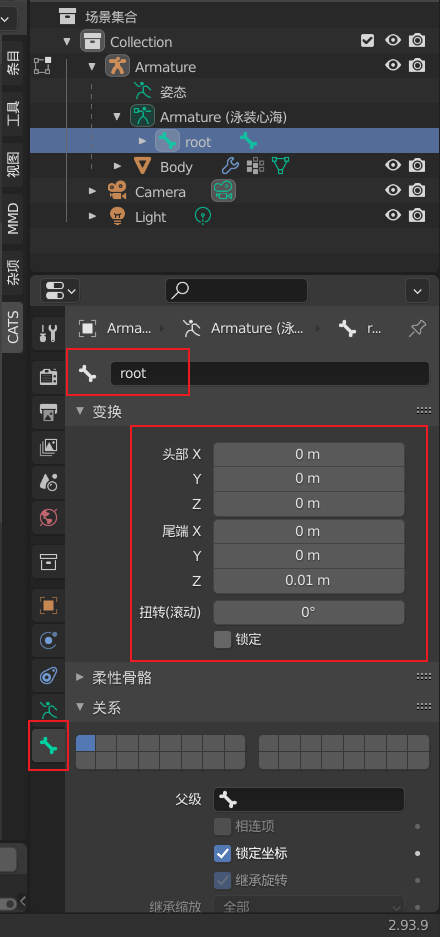 场景集合
Collection
Armature
姿态
Armature (泳装心海)
root
Body
Camera
Light
条目
工具
视图
MMD
杂项
CATS
Arma...
Armature (泳...
r...
root
变换
头部 X 0 m
Y 0 m
Z 0 m
尾端 X 0 m
Y 0 m
Z 0.01 m
扭转(滚动) 0°
锁定
柔性骨骼
关系
父级
相连项
锁定坐标
继承旋转
继承缩放 全部
2.93.9